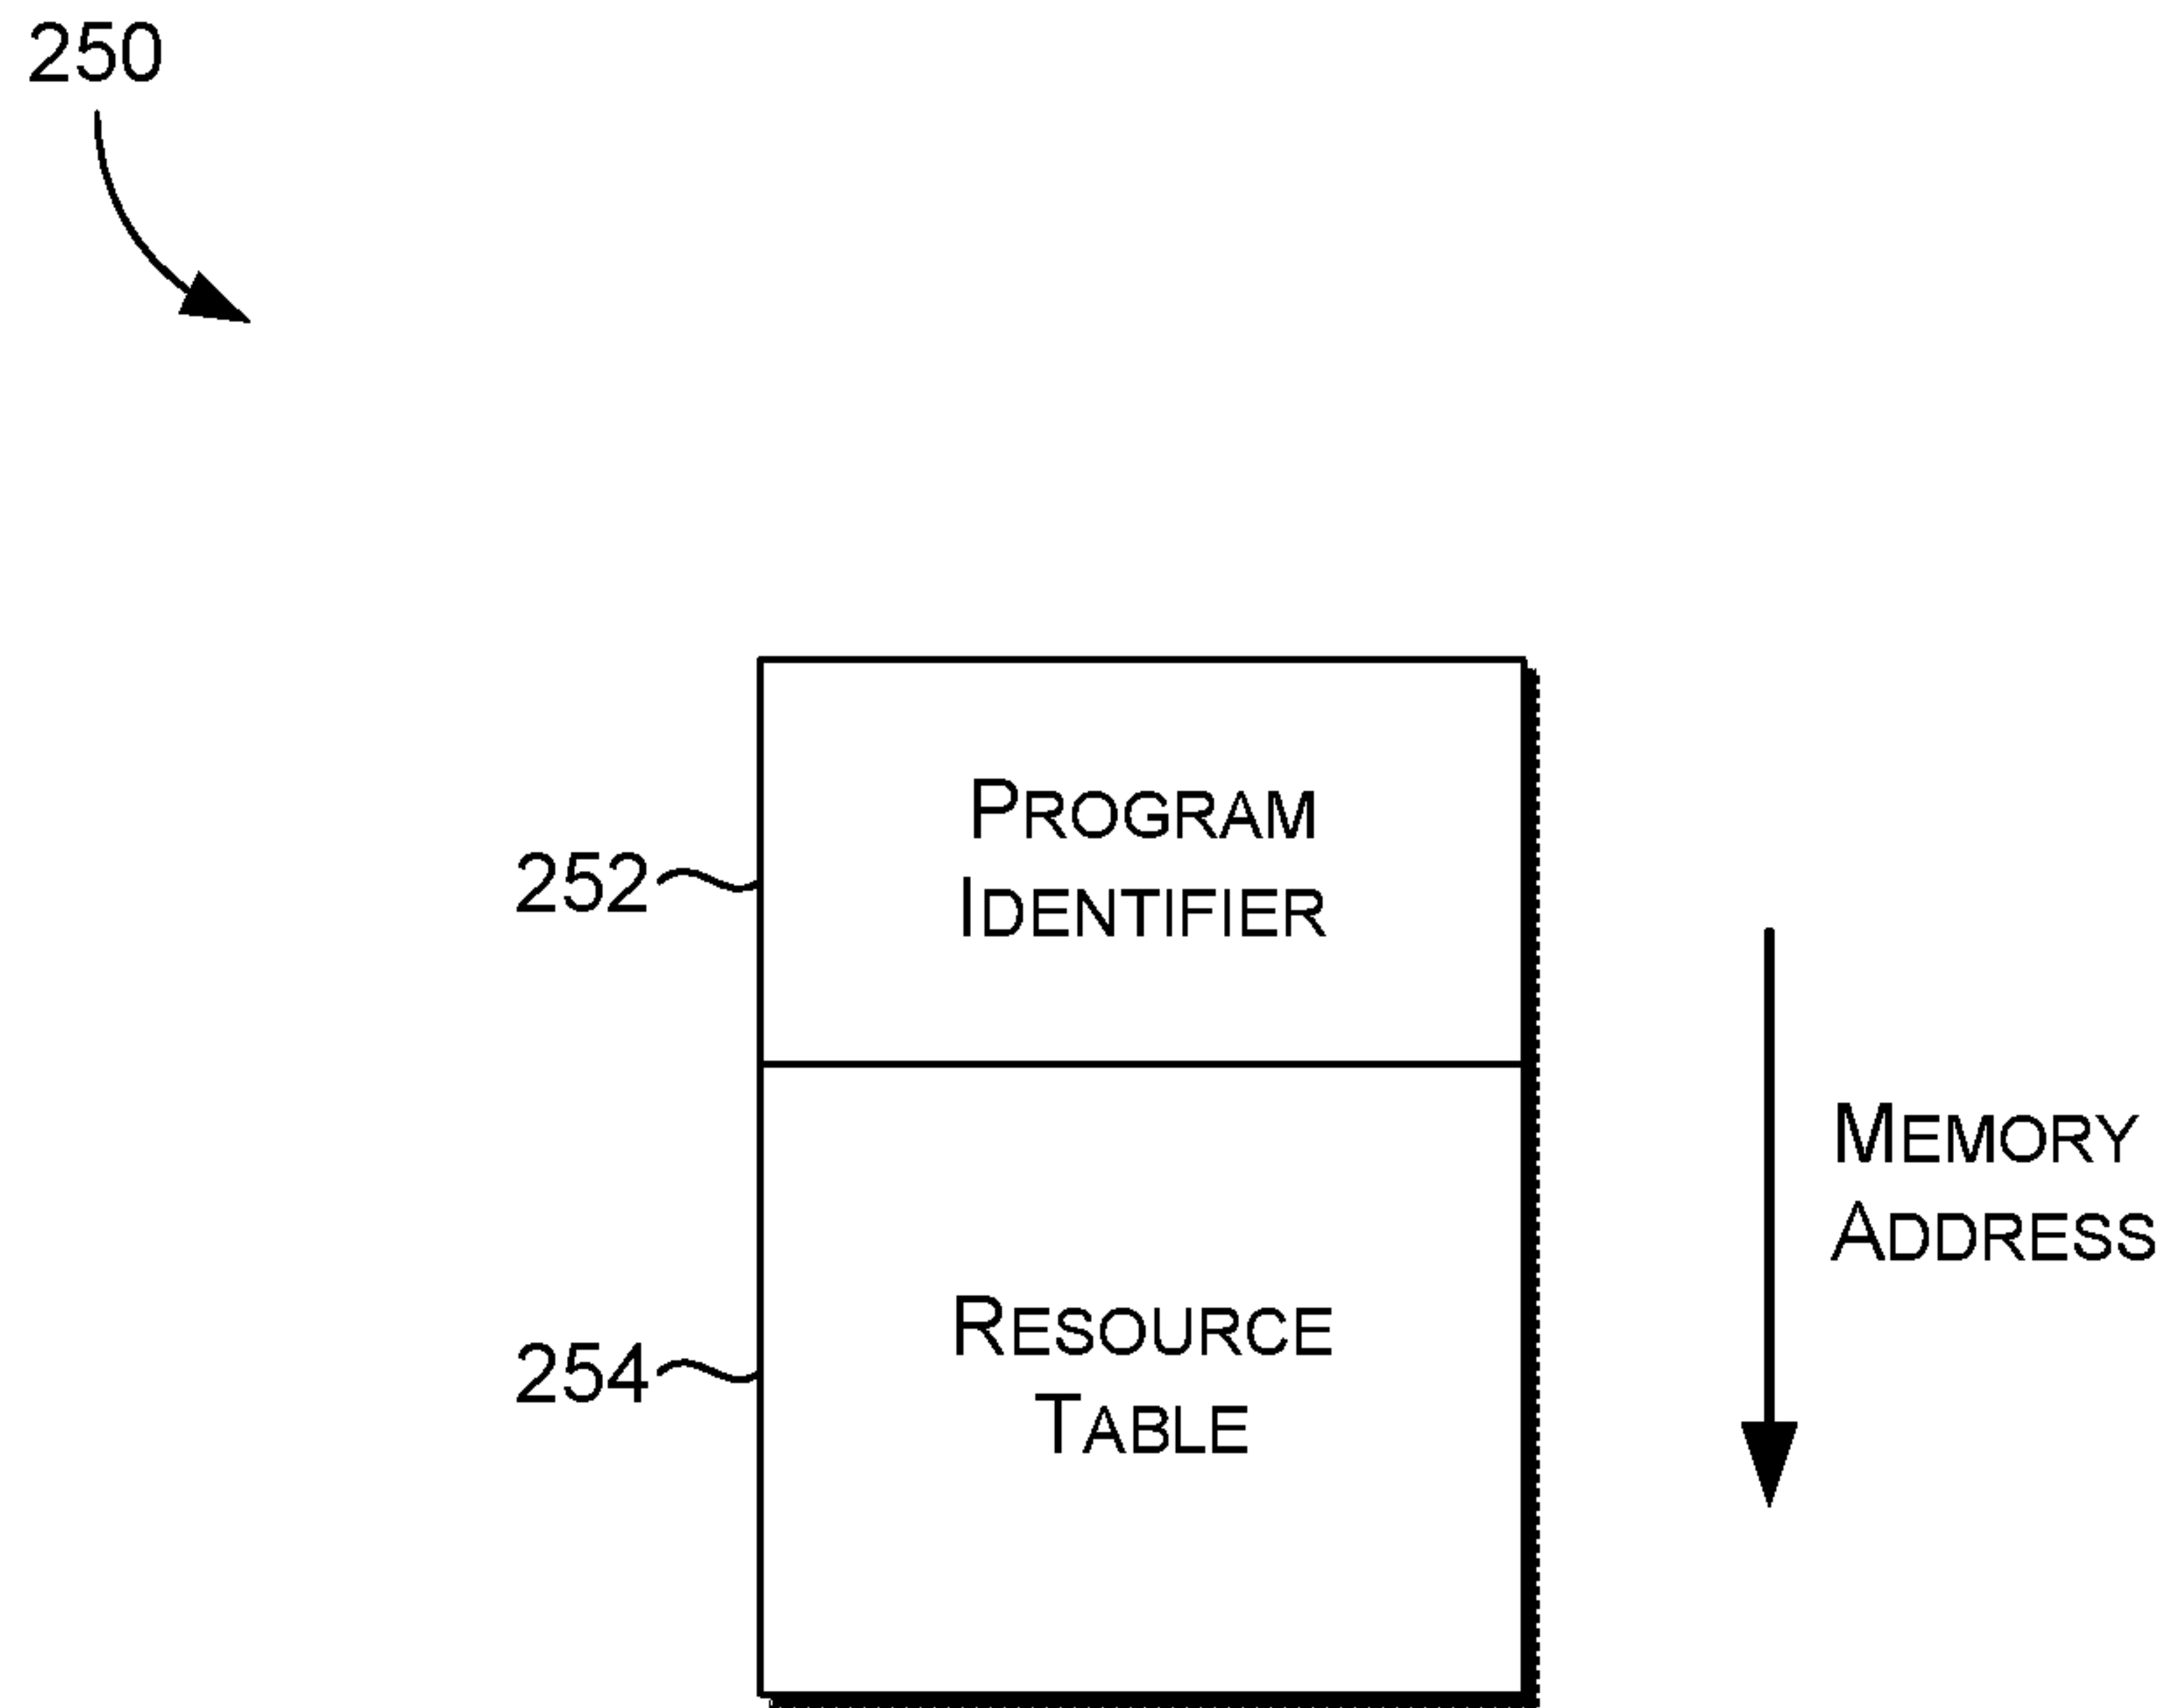 250
252
PROGRAM
IDENTIFIER
254
RESOURCE
TABLE
MEMORY
ADDRESS